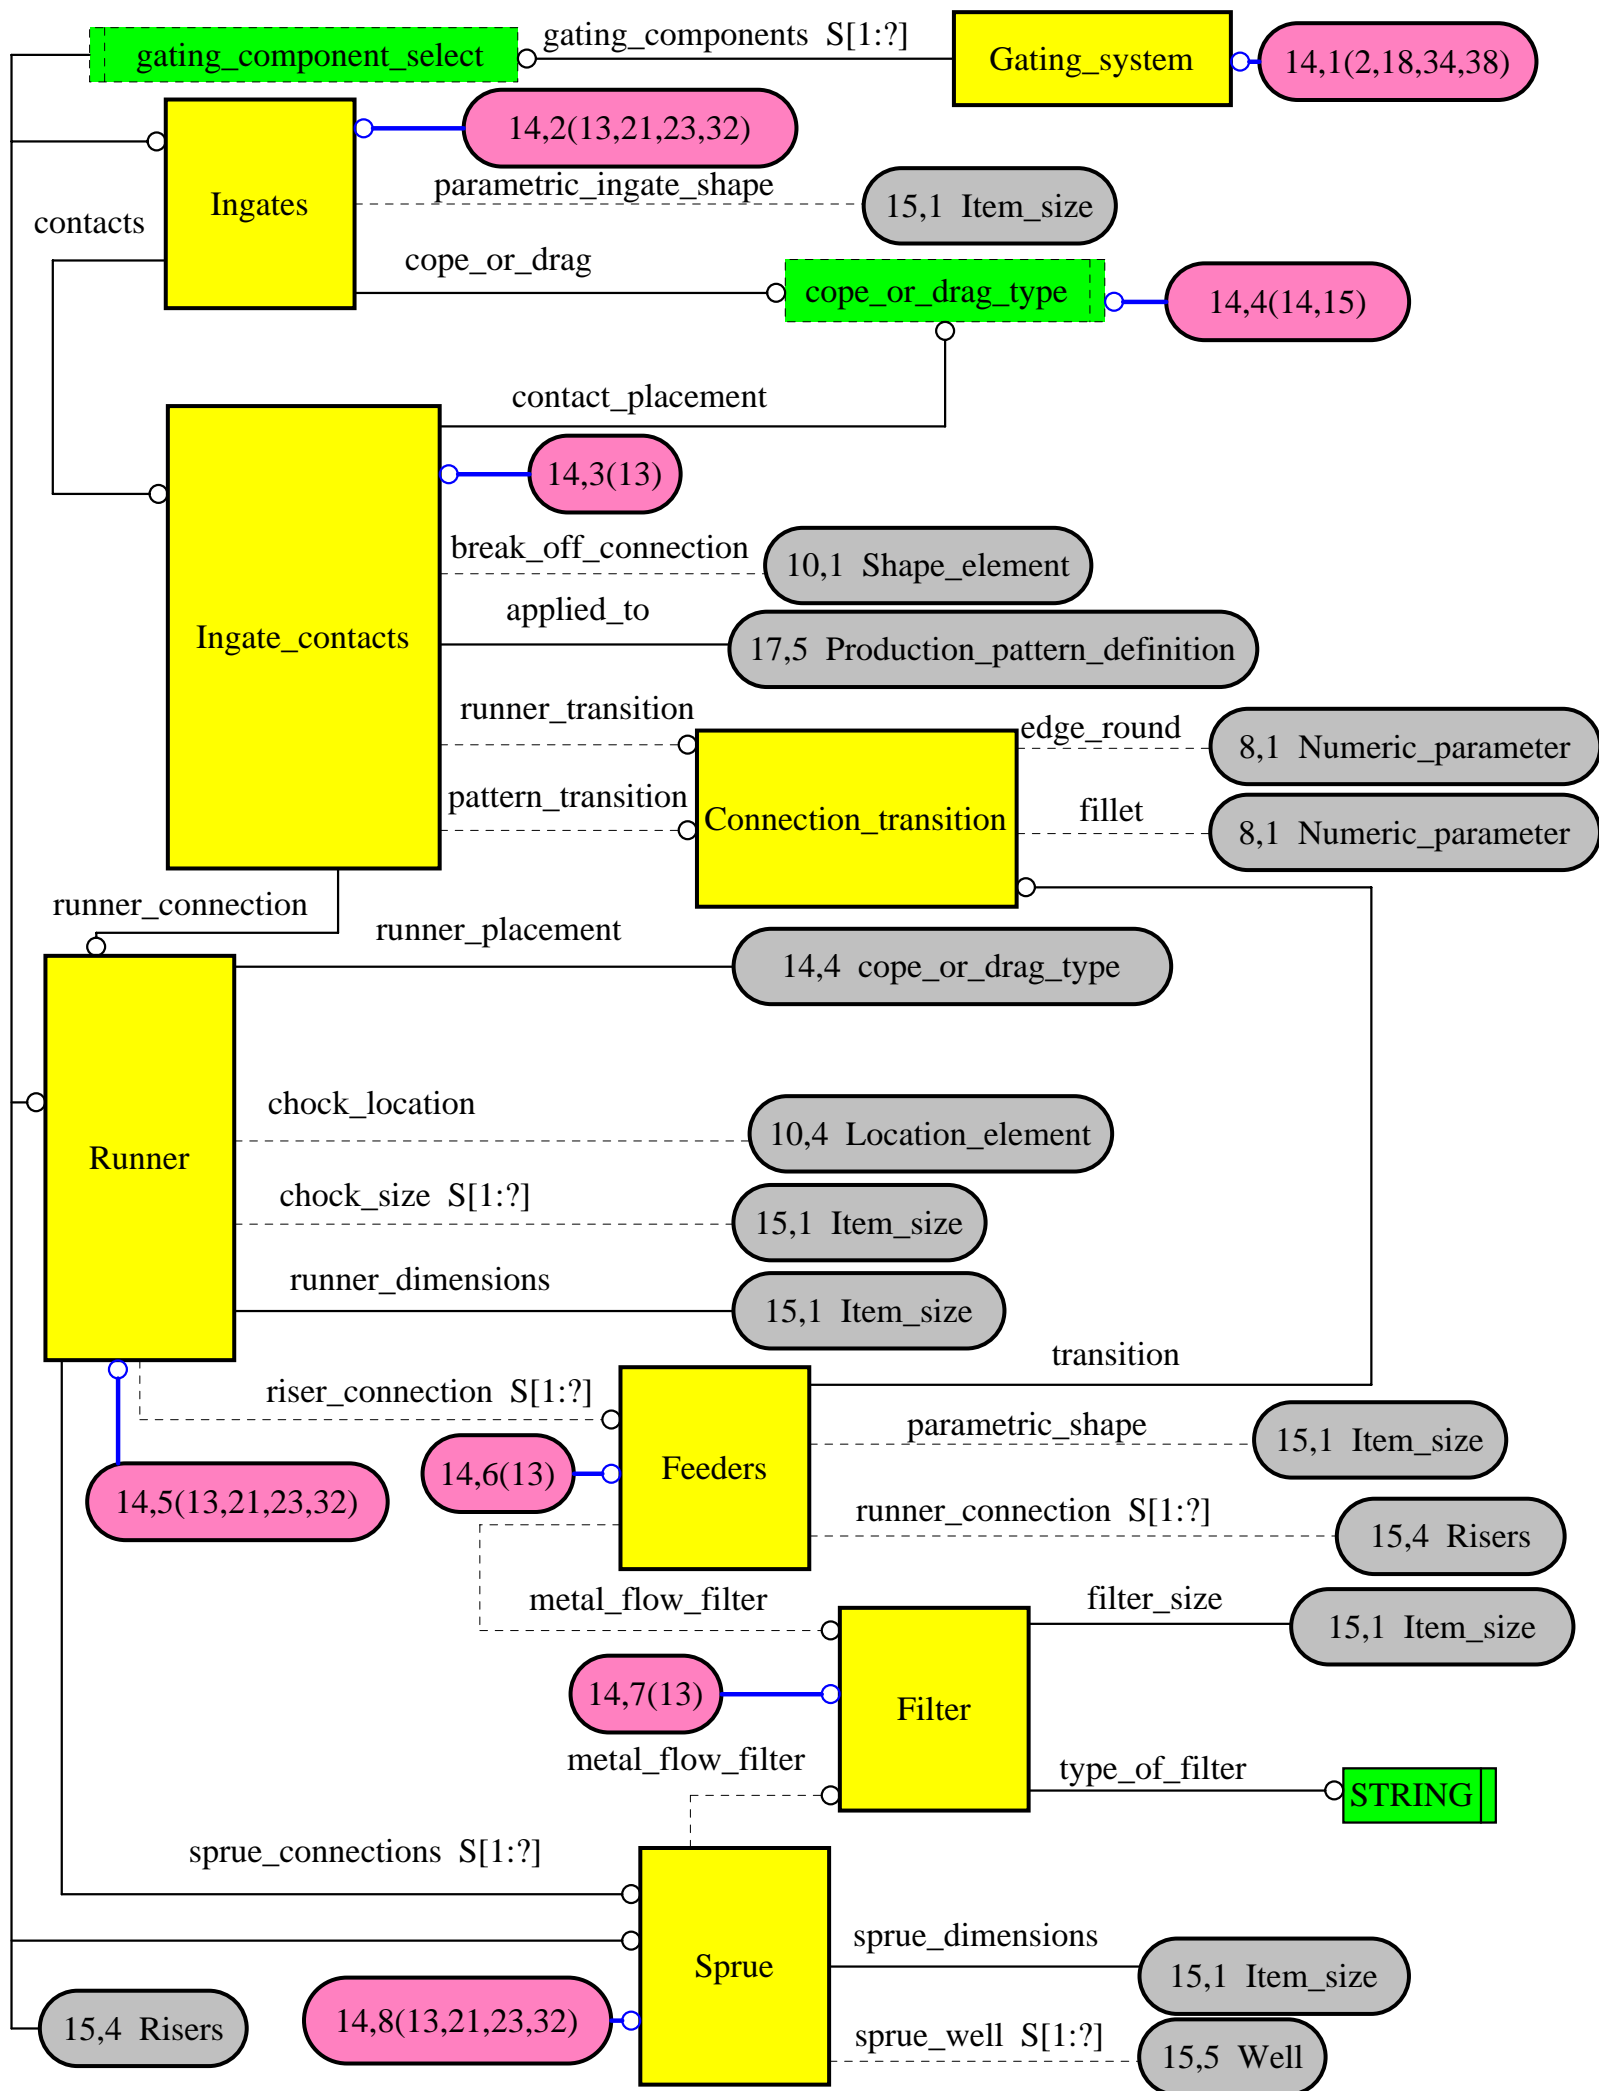 gating_component_select
gating_components  S[1:?]
Gating_system
14,1(2,18,34,38)
14,2(13,21,23,32)
Ingates
parametric_ingate_shape
15,1  Item_size
contacts
cope_or_drag
cope_or_drag_type
14,4(14,15)
contact_placement
14,3(13)
Ingate_contacts
break_off_connection
10,1  Shape_element
applied_to
17,5  Production_pattern_definition
runner_transition
edge_round
8,1  Numeric_parameter
pattern_transition
Connection_transition
fillet
8,1  Numeric_parameter
runner_connection
runner_placement
14,4  cope_or_drag_type
Runner
chock_location
10,4  Location_element
chock_size  S[1:?]
15,1  Item_size
runner_dimensions
15,1  Item_size
transition
riser_connection  S[1:?]
parametric_shape
15,1  Item_size
14,6(13)
Feeders
14,5(13,21,23,32)
runner_connection  S[1:?]
15,4  Risers
metal_flow_filter
filter_size
15,1  Item_size
14,7(13)
Filter
metal_flow_filter
type_of_filter
STRING
sprue_connections  S[1:?]
sprue_dimensions
Sprue
15,1  Item_size
15,4  Risers
14,8(13,21,23,32)
sprue_well  S[1:?]
15,5  Well